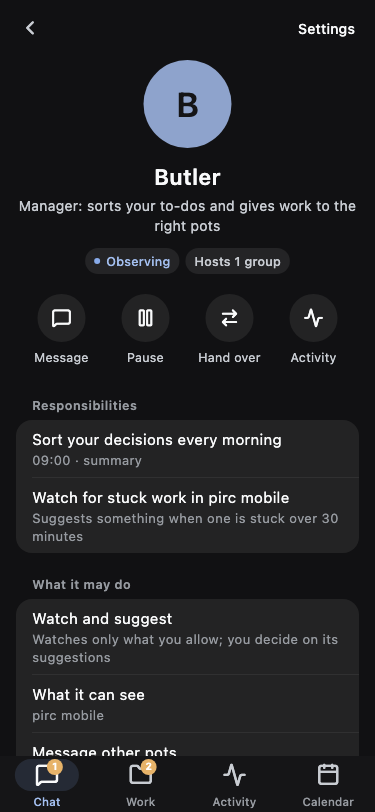 Settings
B
Butler
Manager: sorts your to-dos and gives work to the
right pots
Observing
Hosts 1 group
Message
Pause
Hand over
Activity
Responsibilities
Sort your decisions every morning
09:00 · summary
Watch for stuck work in pirc mobile
Suggests something when one is stuck over 30
minutes
What it may do
Watch and suggest
Watches only what you allow; you decide on its
suggestions
What it can see
pirc mobile
Message other pots
1
2
Chat
Work
Activity
Calendar